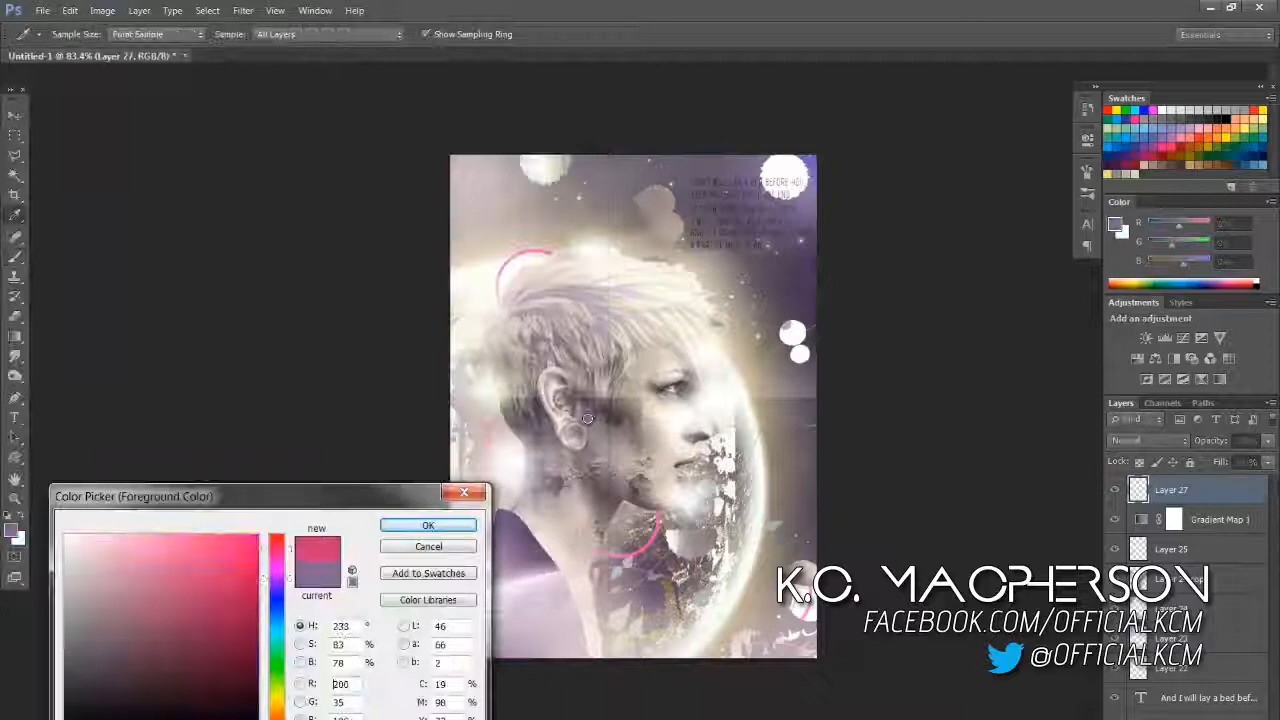 Ps File Edit Image Layer Type Select Filter View Window Help
Sample Size: Point Sample Sample: All Layers Show Sampling Ring Essentials
Untitled-1 @ 83.4% (Layer 27, RGB/8) *
Swatches
Color
R
G
B
Adjustments Styles
Add an adjustment
Layers Channels Paths
Kind
Normal Opacity:
Lock: Fill:
Layer 27
Gradient Map 1
Layer 25
And I will lay a bed bef...
Color Picker (Foreground Color)
new
current
OK
Cancel
Add to Swatches
Color Libraries
H: 233 ° L: 46
S: 83 % a: 66
B: 78 % b: 2
R: 200 C: 19 %
G: 35 M: 98 %
K.C. MACPHERSON
FACEBOOK.COM/OFFICIALKCM
@OFFICIALKCM